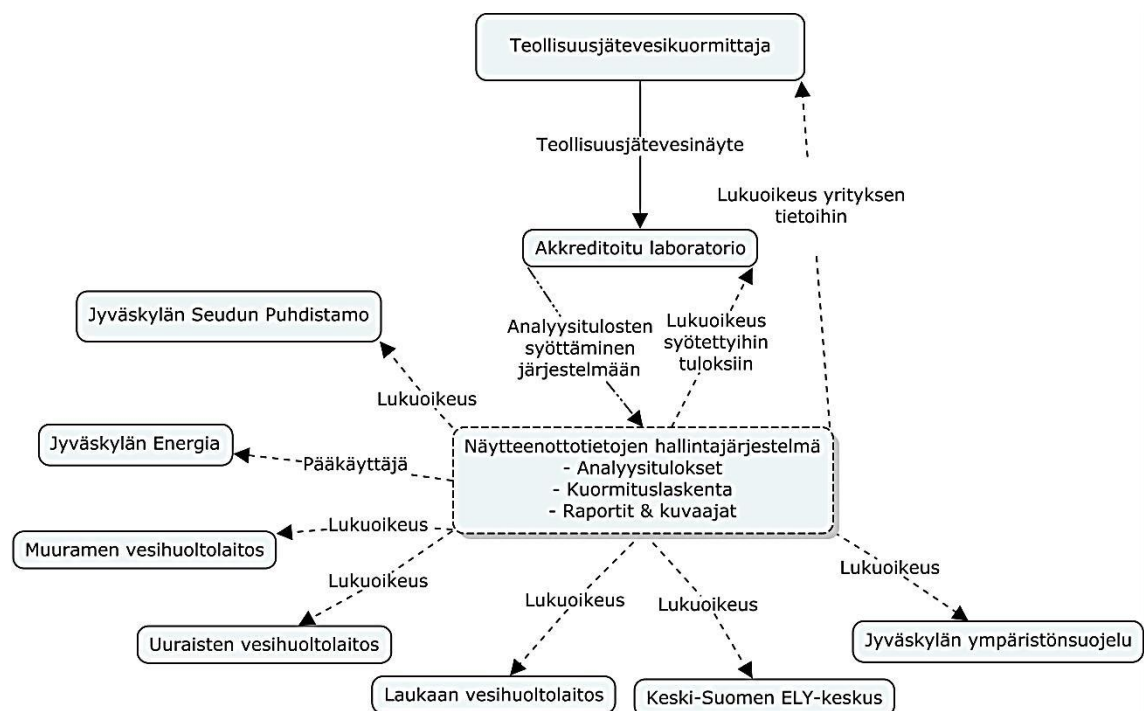 Teollisuusjätevesikuormittaja
Teollisuusjätevesinäyte
Lukuoikeus yrityksen
tietoihin
Akkreditoitu laboratorio
Jyväskylän Seudun Puhdistamo
Analyysitulosten
syöttäminen
järjestelmään
Lukuoikeus
syötettyihin
tuloksiin
Lukuoikeus
Jyväskylän Energia
Pääkäyttäjä
Näytteenottotietojen hallintajärjestelmä
- Analyysitulokset
- Kuormituslaskenta
- Raportit & kuvaajat
Muuramen vesihuoltolaitos
Lukuoikeus
Lukuoikeus
Uuraisten vesihuoltolaitos
Lukuoikeus
Laukaan vesihuoltolaitos
Lukuoikeus
Keski-Suomen ELY-keskus
Lukuoikeus
Jyväskylän ympäristönsuojelu